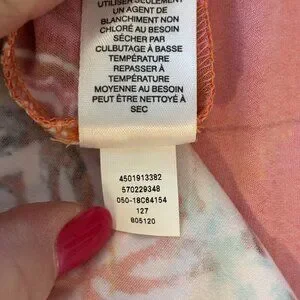 UTILISER SEULEMENT
UN AGENT DE
BLANCHIMENT NON
CHLORÉ AU BESOIN
SÉCHER PAR
CULBUTAGE À BASSE
TEMPÉRATURE
REPASSER À
TEMPÉRATURE
MOYENNE AU BESOIN
PEUT ÊTRE NETTOYÉ À
SEC
4501913382
570229348
050-18C64154
127
805120